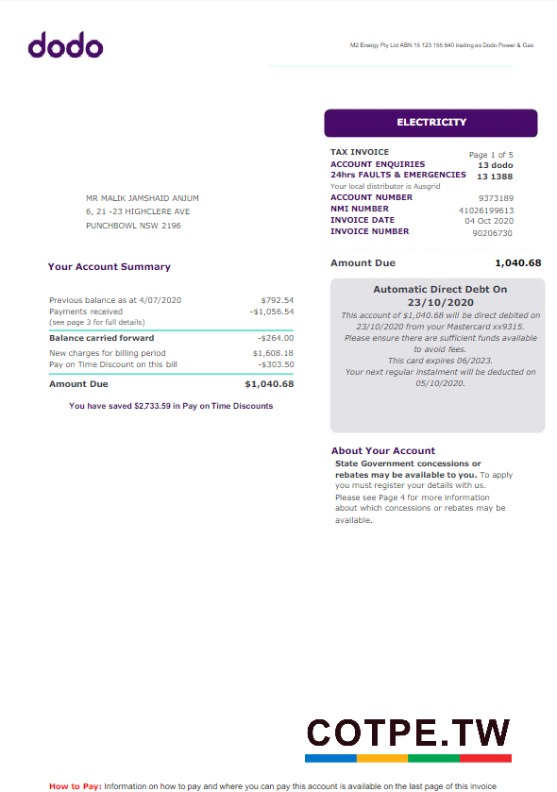 dodo
M2 Energy Pty Ltd ABN 15 123 155 840 trading as Dodo Power & Gas
ELECTRICITY
TAX INVOICE Page 1 of 5
ACCOUNT ENQUIRIES 13 dodo
24hrs FAULTS & EMERGENCIES 13 1388
Your local distributor is Ausgrid
ACCOUNT NUMBER 9373189
NMI NUMBER 41026199613
INVOICE DATE 04 Oct 2020
INVOICE NUMBER 90206730
MR MALIK JAMSHAID ANJUM
6, 21 -23 HIGHCLERE AVE
PUNCHBOWL NSW 2196
Your Account Summary
Previous balance as at 4/07/2020 $792.54
Payments received -$1,056.54
(see page 3 for full details)
Balance carried forward -$264.00
New charges for billing period $1,608.18
Pay on Time Discount on this bill -$303.50
Amount Due $1,040.68
You have saved $2,733.59 in Pay on Time Discounts
Amount Due 1,040.68
Automatic Direct Debt On
23/10/2020
This account of $1,040.68 will be direct debited on
23/10/2020 from your Mastercard xx9315.
Please ensure there are sufficient funds available
to avoid fees.
This card expires 06/2023.
Your next regular instalment will be deducted on
05/10/2020.
About Your Account
State Government concessions or
rebates may be available to you. To apply
you must register your details with us.
Please see Page 4 for more information
about which concessions or rebates may be
available.
COTPE.TW
How to Pay: Information on how to pay and where you can pay this account is available on the last page of this invoice